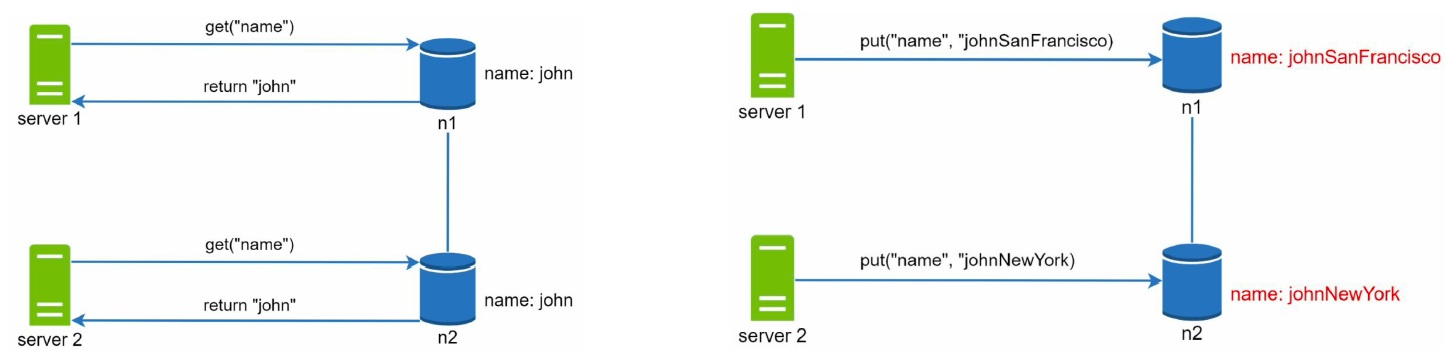 get("name")
name: john
return "john"
server 1
n1
get("name")
return "john"
name: john
server 2
n2
put("name", "johnSanFrancisco)
name: johnSanFrancisco
server 1
n1
put("name", "johnNewYork)
name: johnNewYork
server 2
n2